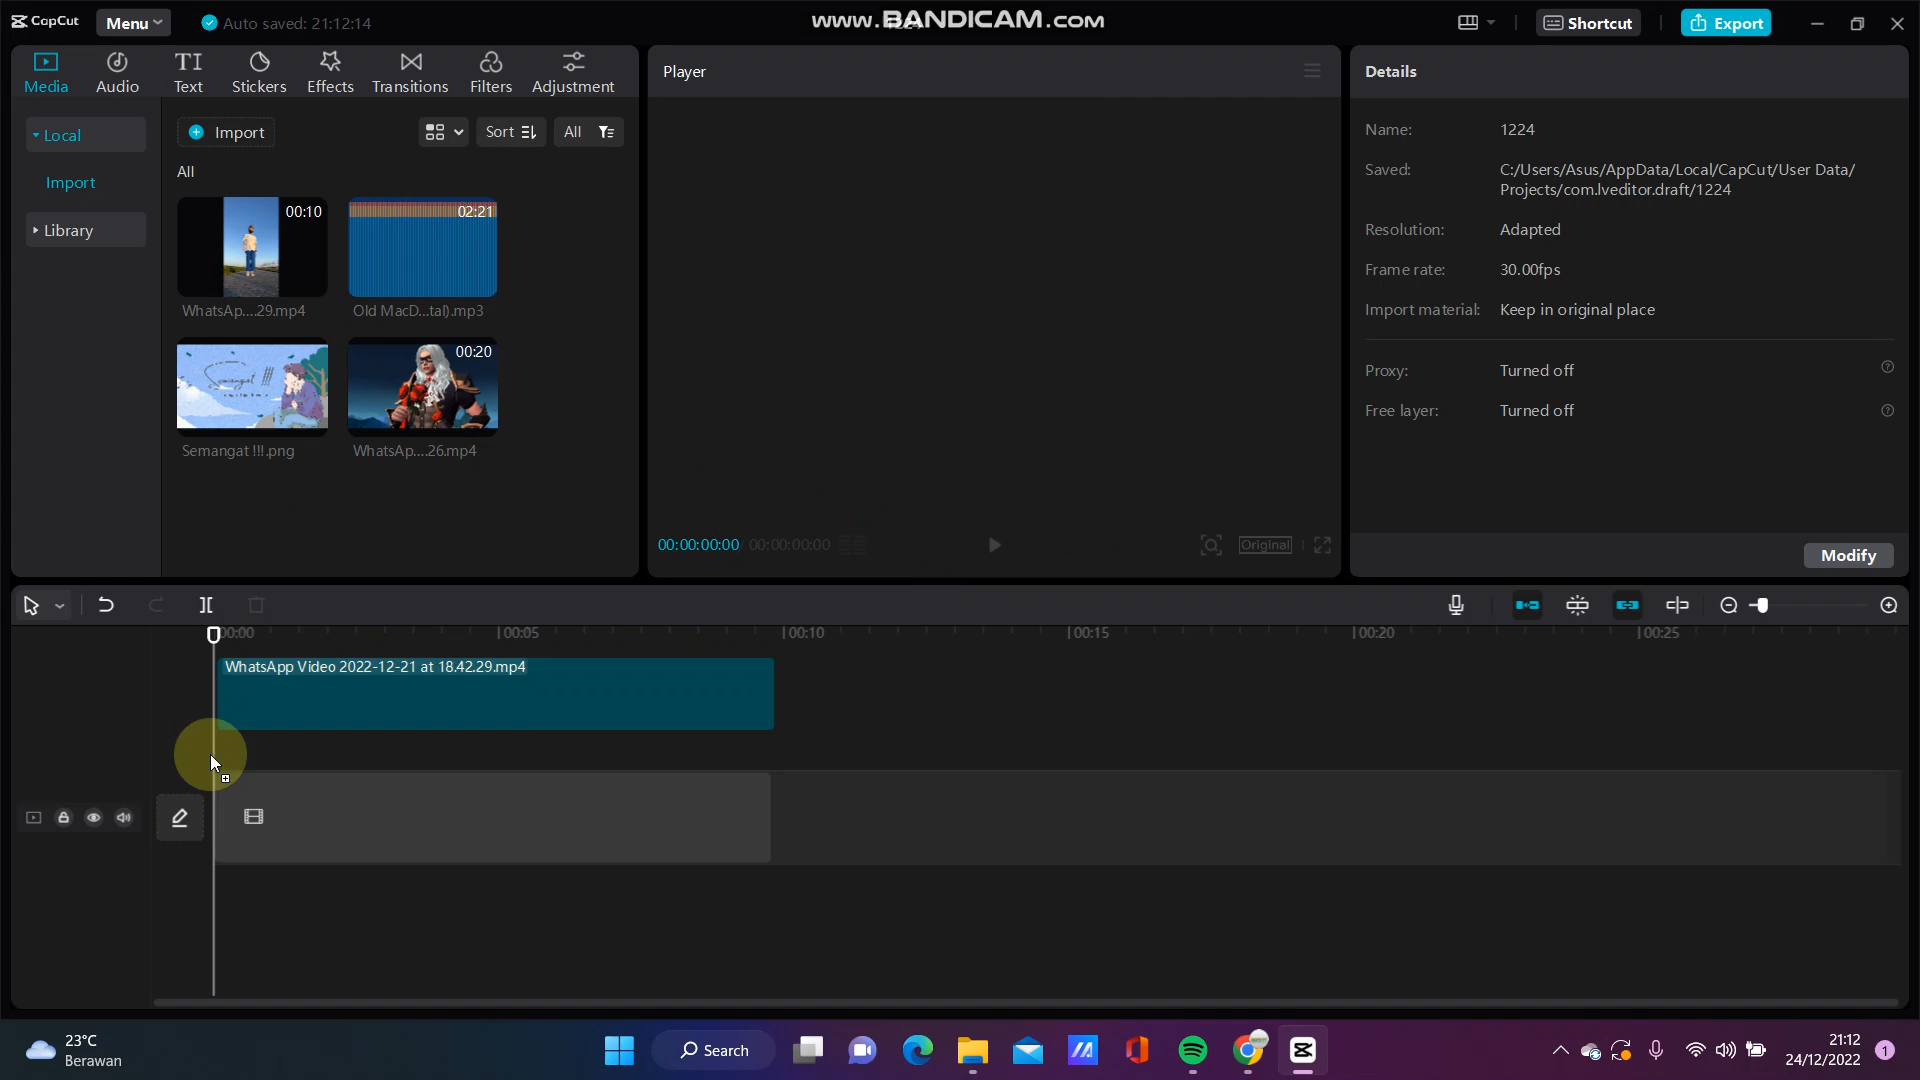 CapCut
Menu
Auto saved: 21:12:14
www.BANDICAM.com
Shortcut
Export
Media
Audio
Text
Stickers
Effects
Transitions
Filters
Adjustment
Player
Details
Local
Import
Library
Import
Sort
All
All
00:10
WhatsAp....29.mp4
02:21
Old MacD...tal).mp3
Semangat !!!
Semangat !!!.png
00:20
WhatsAp....26.mp4
Name: 1224
Saved: C:/Users/Asus/AppData/Local/CapCut/User Data/
Projects/com.lveditor.draft/1224
Resolution: Adapted
Frame rate: 30.00fps
Import material: Keep in original place
Proxy: Turned off
Free layer: Turned off
Modify
00:00:00:00 / 00:00:00:00
Original
00:00
00:05
00:10
00:15
00:20
00:25
WhatsApp Video 2022-12-21 at 18.42.29.mp4
23°C
Berawan
Search
21:12
24/12/2022
1